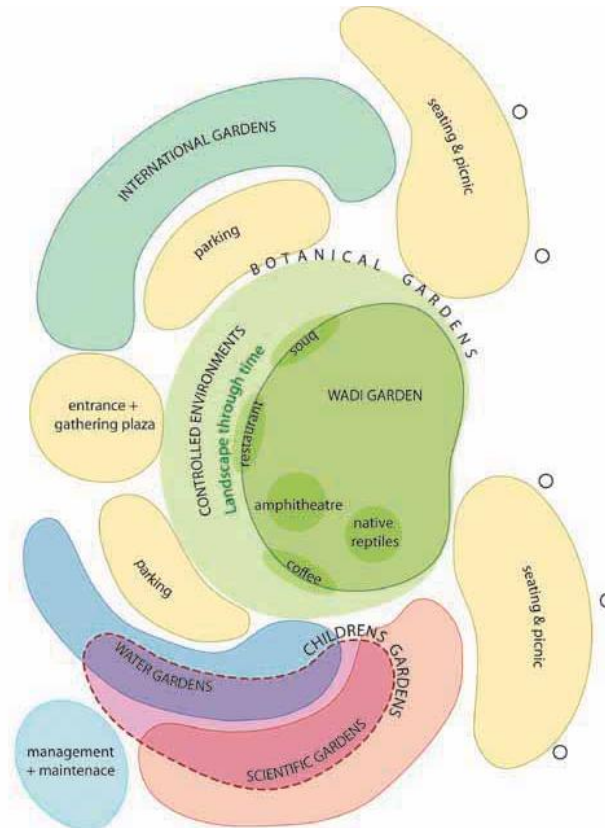 INTERNATIONAL GARDENS
seating & picnic
parking
BOTANICAL GARDENS
souq
CONTROLLED ENVIRONMENTS
Landscape through time
WADI GARDEN
entrance +
gathering plaza
restaurant
amphitheatre
native
reptiles
coffee
parking
seating & picnic
CHILDRENS GARDENS
WATER GARDENS
management
+ maintenace
SCIENTIFIC GARDENS